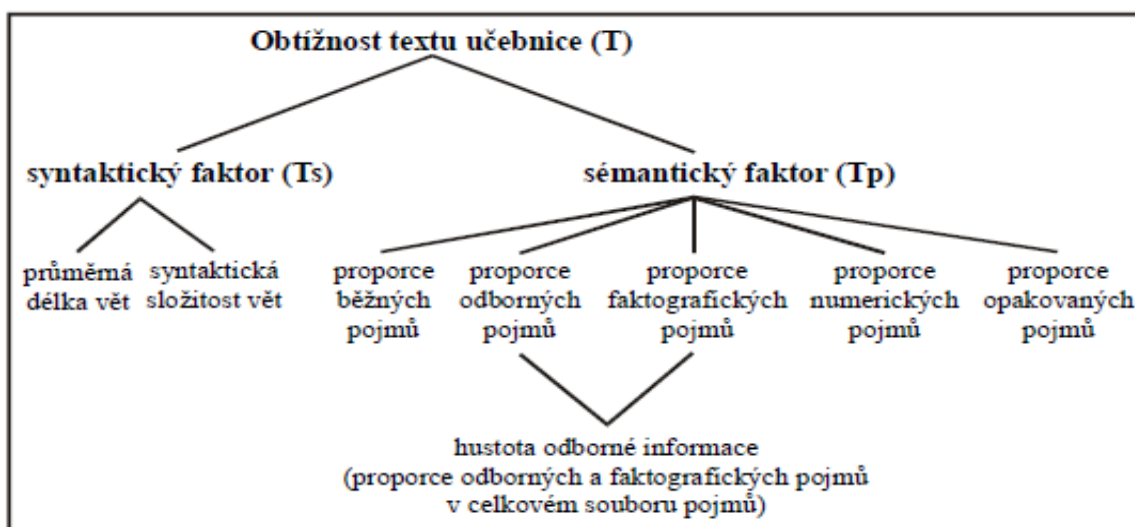 Obtížnost textu učebnice (T)
syntaktický faktor (Ts)
sémantický faktor (Tp)
průměrná
délka vět
syntaktická
složitost vět
proporce
běžných
pojmů
proporce
odborných
pojmů
proporce
faktografických
pojmů
proporce
numerických
pojmů
proporce
opakovaných
pojmů
hustota odborné informace
(proporce odborných a faktografických pojmů
v celkovém souboru pojmů)